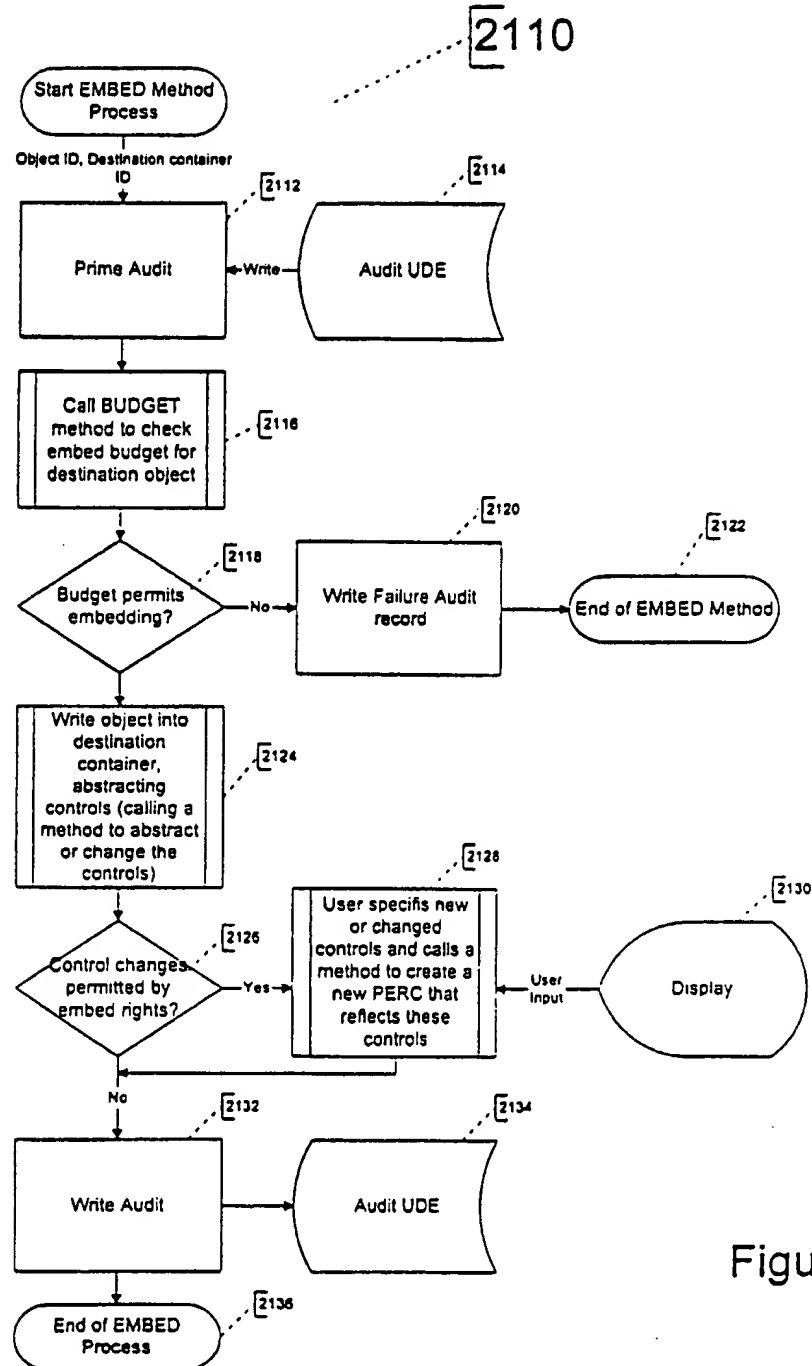 2110
Start EMBED Method
Process
Object ID, Destination container
ID
2112
2114
Prime Audit
Write
Audit UDE
Call BUDGET
method to check
embed budget for
destination object
2116
2118
Budget permits
embedding?
No
2120
Write Failure Audit
record
2122
End of EMBED Method
Write object into
destination
container,
abstracting
controls (calling a
method to abstract
or change the
controls)
2124
2126
Control changes
permitted by
embed rights?
Yes
2128
User specifis new
or changed
controls and calls a
method to create a
new PERC that
reflects these
controls
User
Input
2130
Display
No
2132
Write Audit
2134
Audit UDE
2136
End of EMBED
Process
Figu